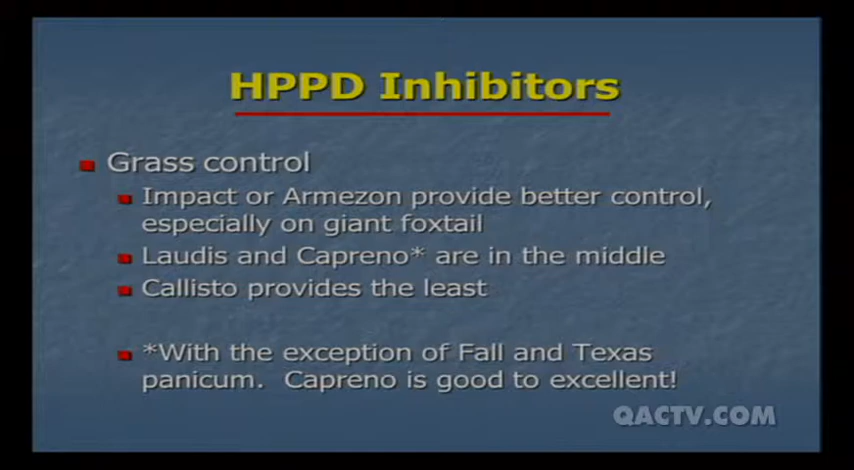 HPPD Inhibitors
Grass control
Impact or Armezon provide better control,
especially on giant foxtail
Laudis and Capreno* are in the middle
Callisto provides the least
*With the exception of Fall and Texas
panicum.  Capreno is good to excellent!
QACTV.COM